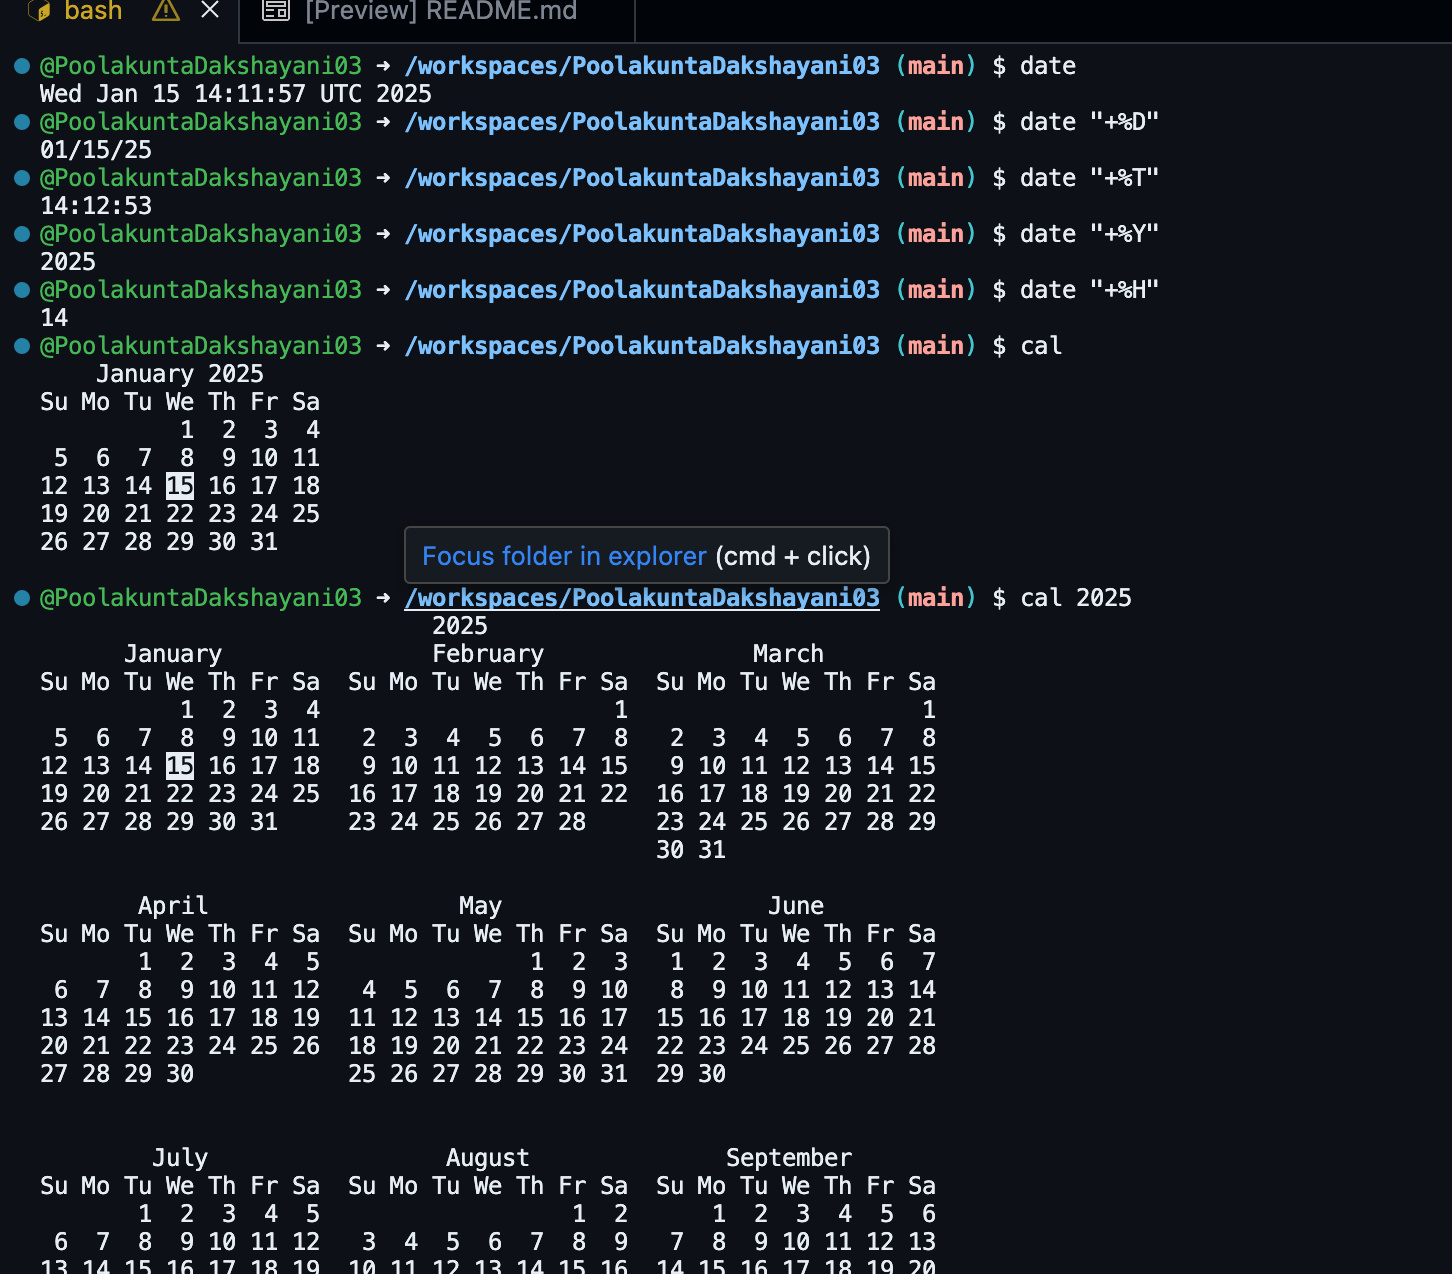 bash [Preview] README.md
@PoolakuntaDakshayani03 → /workspaces/PoolakuntaDakshayani03 (main) $ date
Wed Jan 15 14:11:57 UTC 2025
@PoolakuntaDakshayani03 → /workspaces/PoolakuntaDakshayani03 (main) $ date "+%D"
01/15/25
@PoolakuntaDakshayani03 → /workspaces/PoolakuntaDakshayani03 (main) $ date "+%T"
14:12:53
@PoolakuntaDakshayani03 → /workspaces/PoolakuntaDakshayani03 (main) $ date "+%Y"
2025
@PoolakuntaDakshayani03 → /workspaces/PoolakuntaDakshayani03 (main) $ date "+%H"
14
@PoolakuntaDakshayani03 → /workspaces/PoolakuntaDakshayani03 (main) $ cal
    January 2025
Su Mo Tu We Th Fr Sa
          1  2  3  4
 5  6  7  8  9 10 11
12 13 14 15 16 17 18
19 20 21 22 23 24 25
26 27 28 29 30 31
Focus folder in explorer (cmd + click)
@PoolakuntaDakshayani03 → /workspaces/PoolakuntaDakshayani03 (main) $ cal 2025
                            2025
      January               February               March
Su Mo Tu We Th Fr Sa  Su Mo Tu We Th Fr Sa  Su Mo Tu We Th Fr Sa
          1  2  3  4                     1                     1
 5  6  7  8  9 10 11   2  3  4  5  6  7  8   2  3  4  5  6  7  8
12 13 14 15 16 17 18   9 10 11 12 13 14 15   9 10 11 12 13 14 15
19 20 21 22 23 24 25  16 17 18 19 20 21 22  16 17 18 19 20 21 22
26 27 28 29 30 31     23 24 25 26 27 28     23 24 25 26 27 28 29
                                            30 31
       April                  May                   June
Su Mo Tu We Th Fr Sa  Su Mo Tu We Th Fr Sa  Su Mo Tu We Th Fr Sa
       1  2  3  4  5               1  2  3   1  2  3  4  5  6  7
 6  7  8  9 10 11 12   4  5  6  7  8  9 10   8  9 10 11 12 13 14
13 14 15 16 17 18 19  11 12 13 14 15 16 17  15 16 17 18 19 20 21
20 21 22 23 24 25 26  18 19 20 21 22 23 24  22 23 24 25 26 27 28
27 28 29 30           25 26 27 28 29 30 31  29 30
        July                 August              September
Su Mo Tu We Th Fr Sa  Su Mo Tu We Th Fr Sa  Su Mo Tu We Th Fr Sa
       1  2  3  4  5                  1  2      1  2  3  4  5  6
 6  7  8  9 10 11 12   3  4  5  6  7  8  9   7  8  9 10 11 12 13
13 14 15 16 17 18 19  10 11 12 13 14 15 16  14 15 16 17 18 19 20